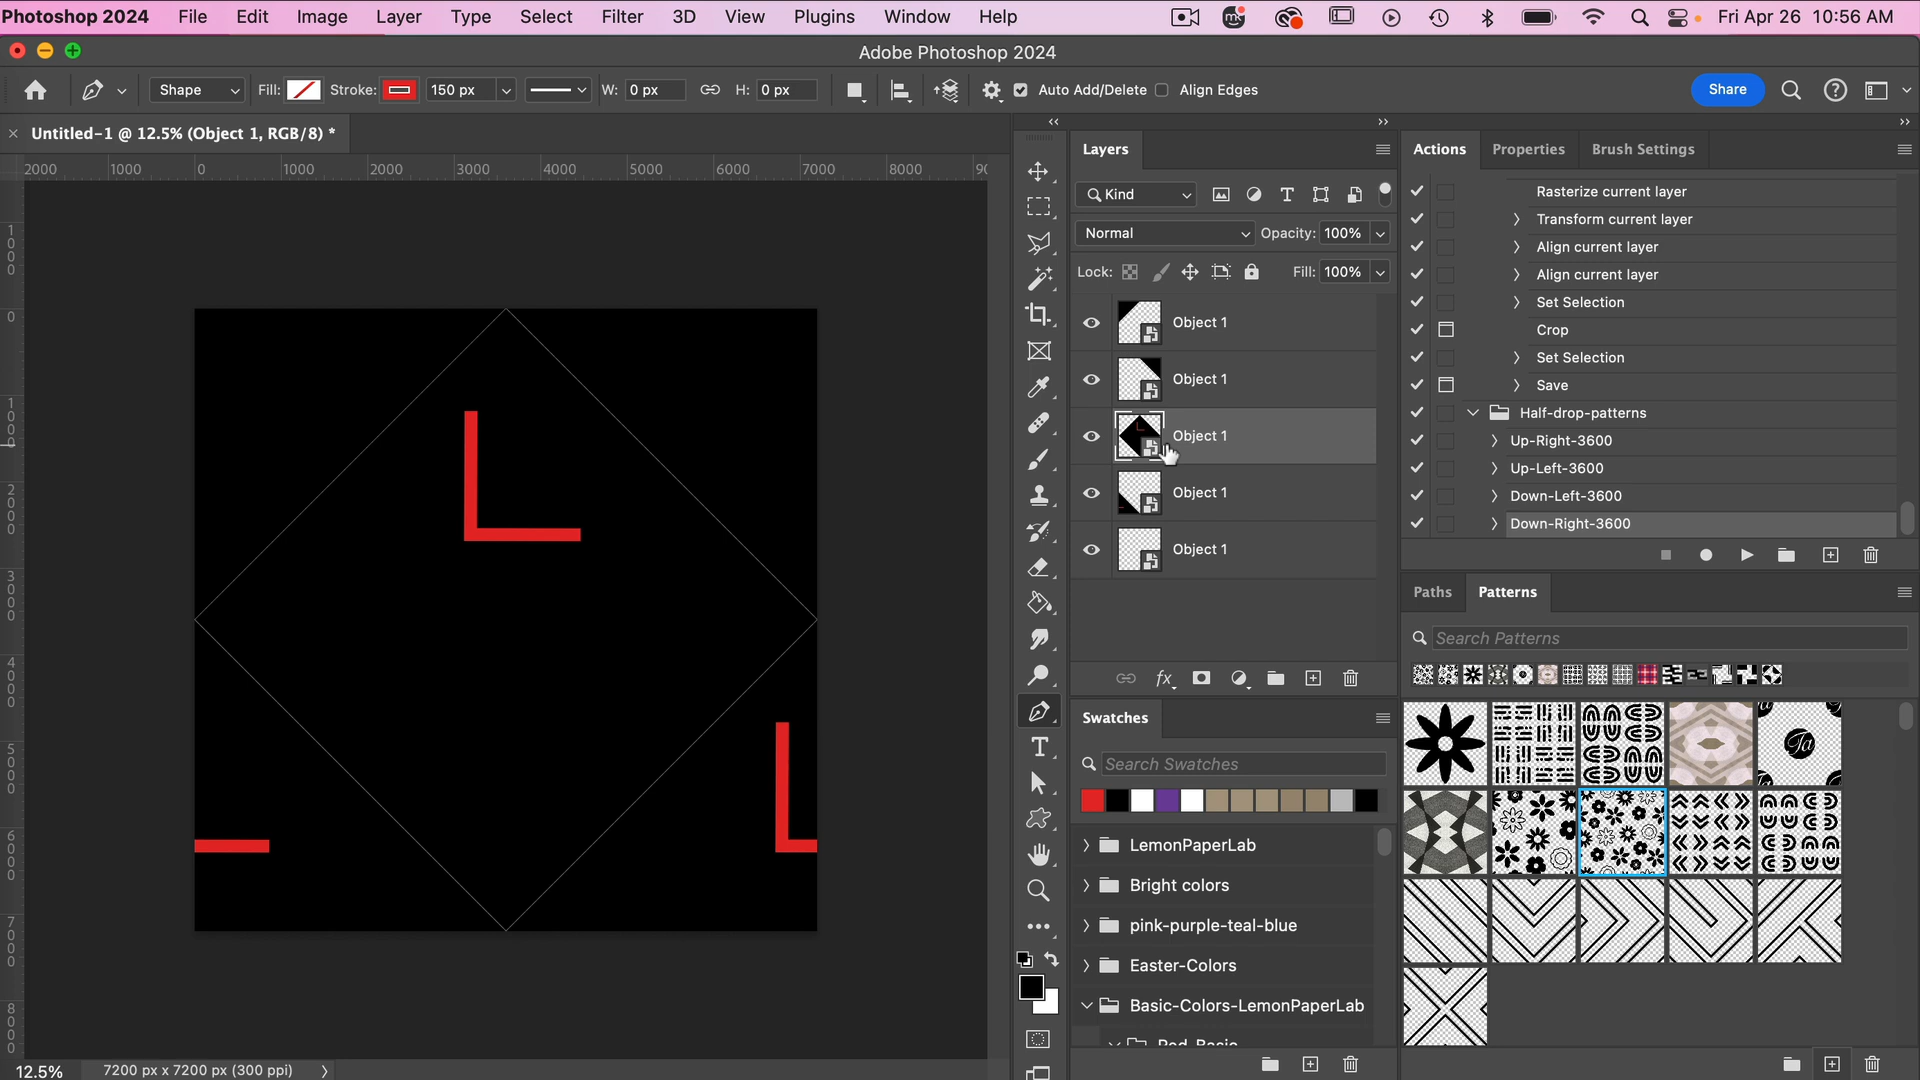 Photoshop 2024 File Edit Image Layer Type Select Filter 3D View Plugins Window Help Fri Apr 26 10:56 AM
Adobe Photoshop 2024
Shape Fill: Stroke: 150 px W: 0 px H: 0 px Auto Add/Delete Align Edges Share
Untitled-1 @ 12.5% (Object 1, RGB/8) *
2000 1000 0 1000 2000 3000 4000 5000 6000 7000 8000
Layers
Kind
Normal Opacity: 100%
Lock: Fill: 100%
Object 1
Object 1
Object 1
Object 1
Object 1
Swatches
Search Swatches
LemonPaperLab
Bright colors
pink-purple-teal-blue
Easter-Colors
Basic-Colors-LemonPaperLab
Red-Basic
Actions Properties Brush Settings
Rasterize current layer
Transform current layer
Align current layer
Align current layer
Set Selection
Crop
Set Selection
Save
Half-drop-patterns
Up-Right-3600
Up-Left-3600
Down-Left-3600
Down-Right-3600
Paths Patterns
Search Patterns
12.5% 7200 px x 7200 px (300 ppi)